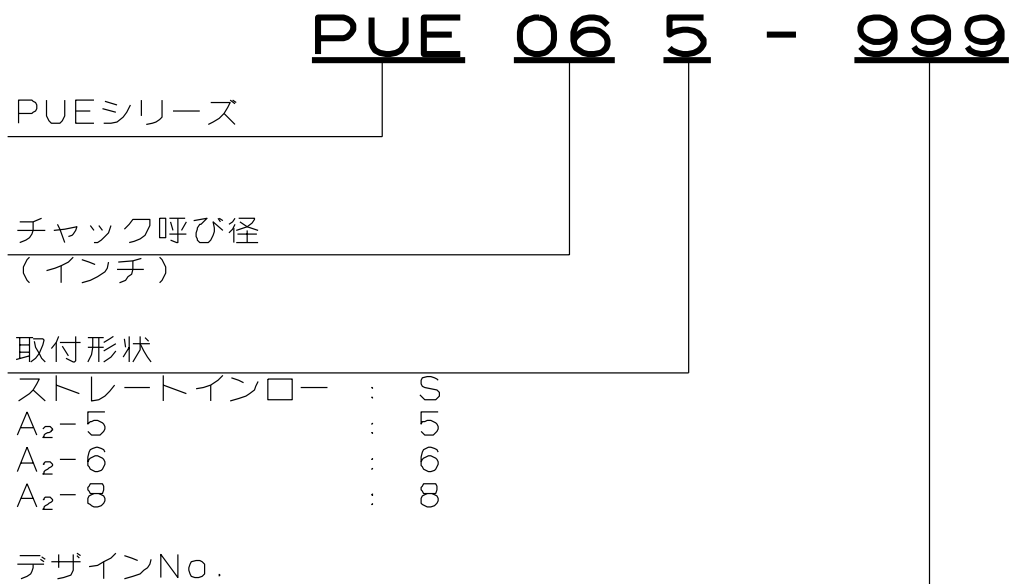 PUE 06 5 - 999
PUEシリーズ
チャック呼び径
(インチ)
取付形状
ストレートインロー : S
A₂-5 : 5
A₂-6 : 6
A₂-8 : 8
デザインNo.